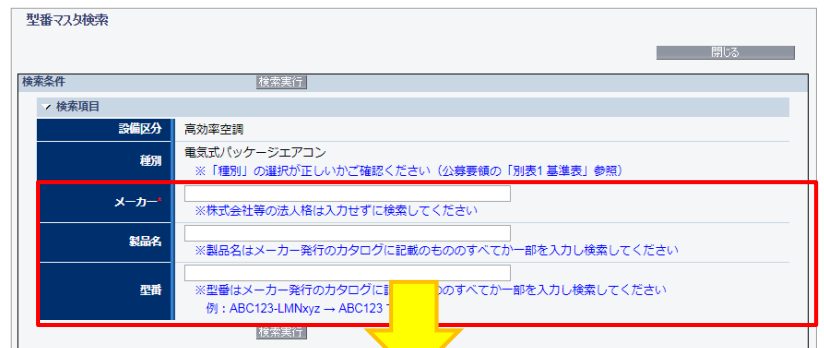 型番マスタ検索
閉じる
検索条件 検索実行
検索項目
設備区分 高効率空調
種別 電気式パッケージエアコン
※「種別」の選択が正しいかご確認ください（公募要領の「別表1 基準表」参照）
メーカー*
※株式会社等の法人格は入力せずに検索してください
製品名
※製品名はメーカー発行のカタログに記載のもののすべてか一部を入力し検索してください
型番
※型番はメーカー発行のカタログに のすべてか一部を入力し検索してください
例：ABC123-LMNxyz → ABC123
検索実行